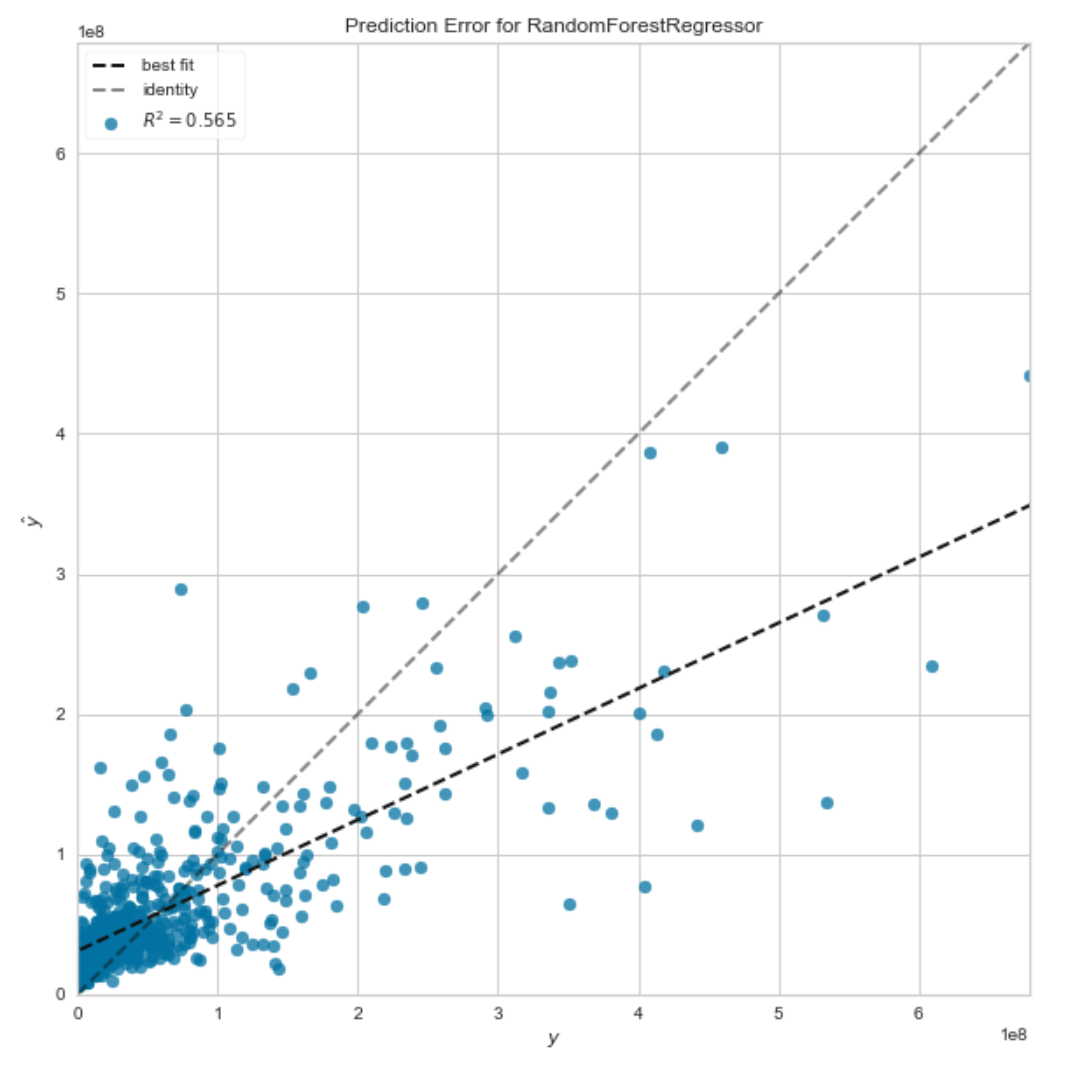 Prediction Error for RandomForestRegressor
1e8
best fit
identity
R² = 0.565
6
5
4
3
2
1
0
ŷ
0 1 2 3 4 5 6
1e8
y